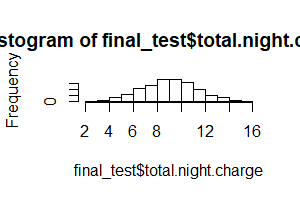 stogram of final_test$total.night.c
Frequency
0
2 4 6 8 12 16
final_test$total.night.charge